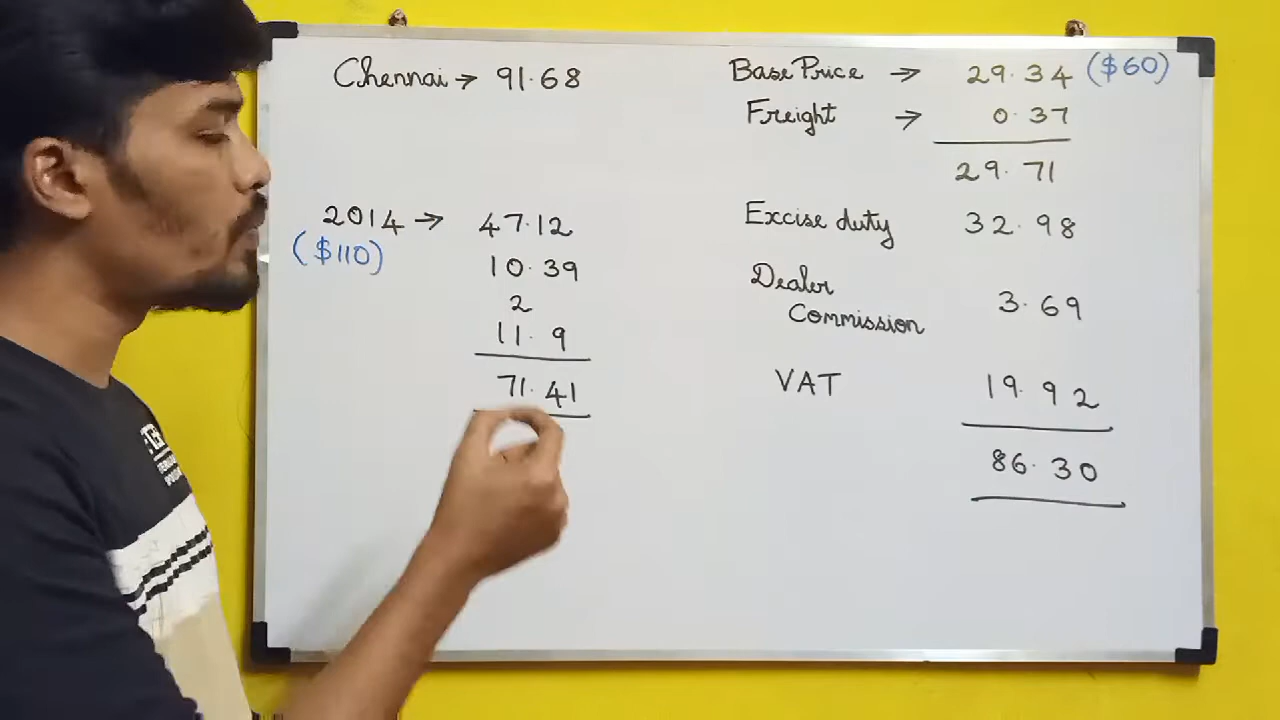 Chennai → 91.68
2014 → 47.12
($110)
10.39
2
11.9
71.41
Base Price → 29.34 ($60)
Freight → 0.37
29.71
Excise duty 32.98
Dealer
Commission 3.69
VAT 19.92
86.30